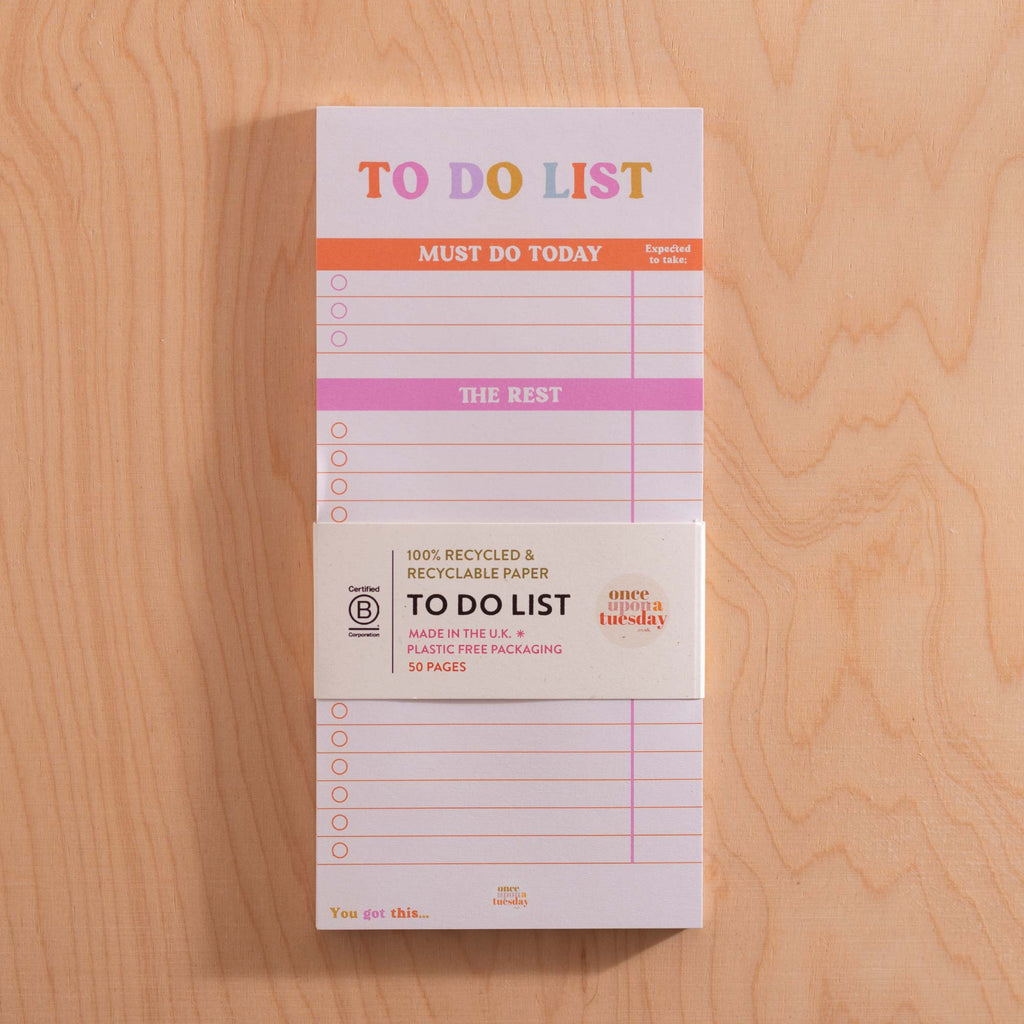 TO DO LIST
MUST DO TODAY
Expected
to take:
THE REST
100% RECYCLED &
RECYCLABLE PAPER
Certified
B
Corporation
TO DO LIST
MADE IN THE U.K. *
PLASTIC FREE PACKAGING
50 PAGES
once
upon a
tuesday
You got this...
once
upon a
tuesday